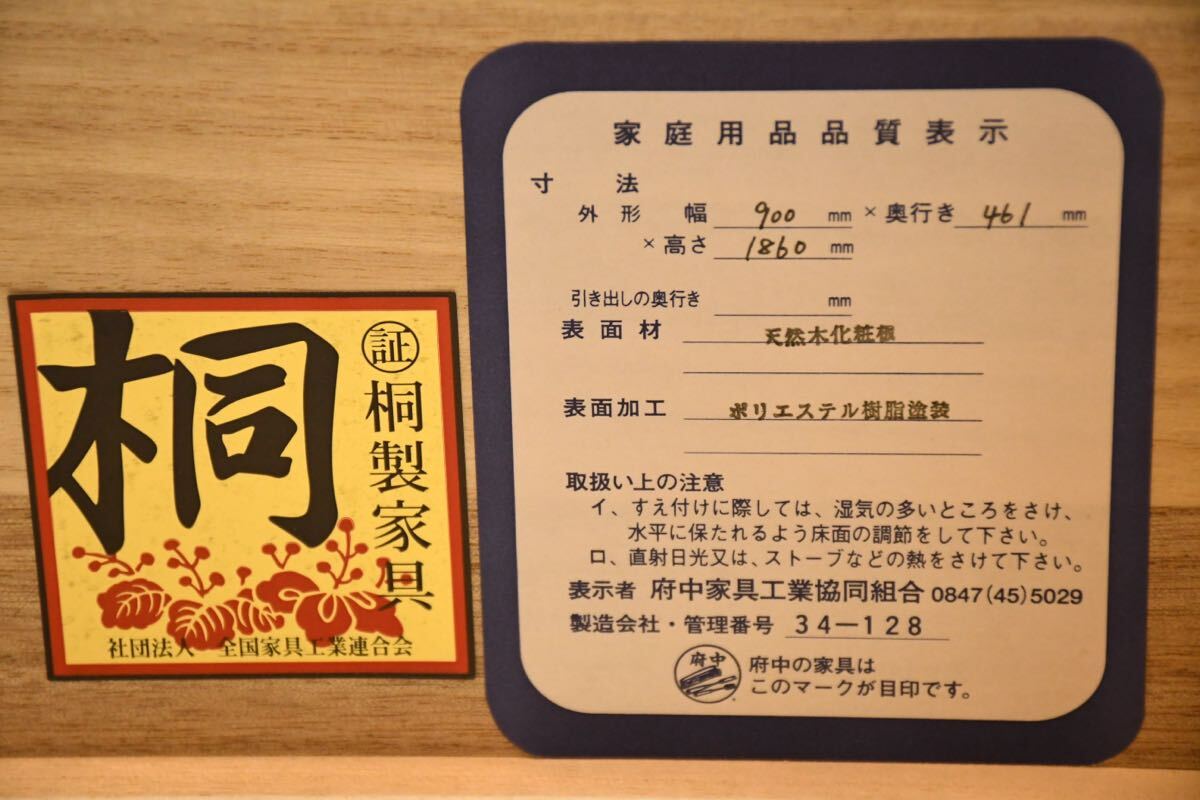 桐
証
桐製家具
社団法人 全国家具工業連合会
家庭用品品質表示
寸法
外形 幅 900 mm × 奥行き 461 mm
× 高さ 1860 mm
引き出しの奥行き mm
表面材 天然木化粧板
表面加工 ポリエステル樹脂塗装
取扱い上の注意
イ、すえ付けに際しては、湿気の多いところをさけ、
水平に保たれるよう床面の調節をして下さい。
ロ、直射日光又は、ストーブなどの熱をさけて下さい。
表示者 府中家具工業協同組合 0847(45)5029
製造会社・管理番号 34-128
府中
府中の家具は
このマークが目印です。